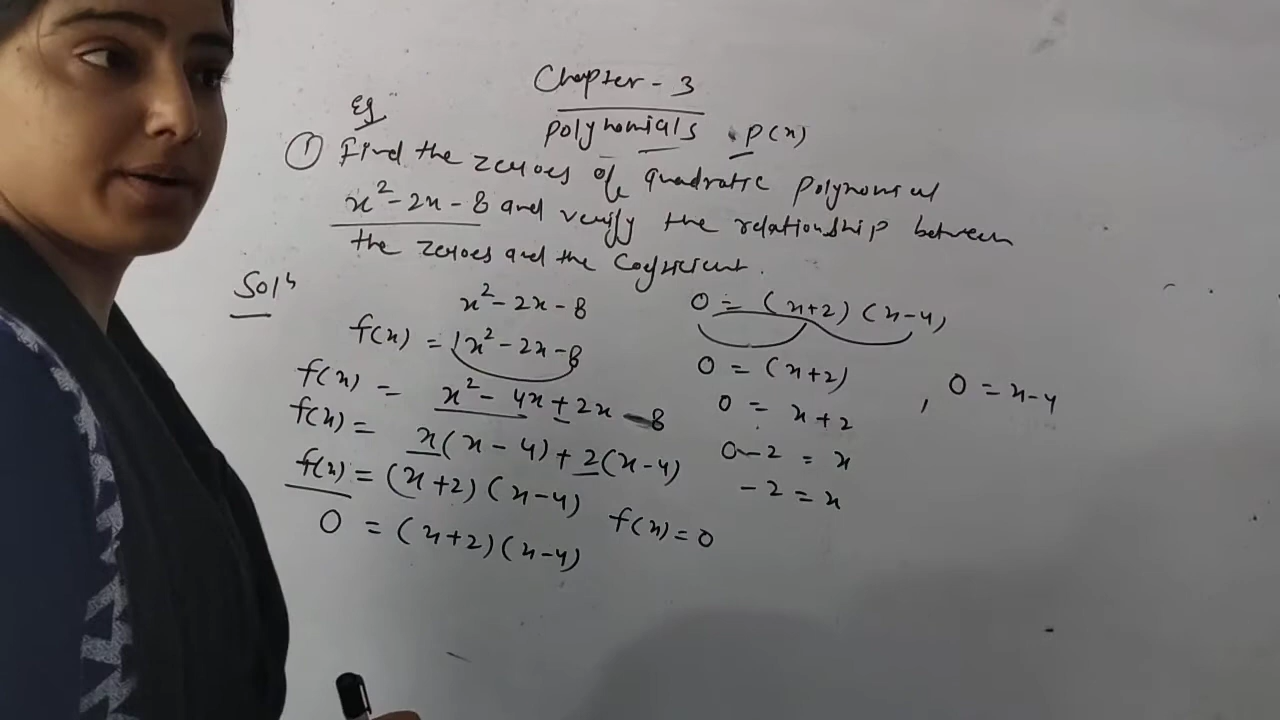 Chapter - 3
Eg
polynomials . p(x)
① Find the zeroes of quadratic polynomial
x² - 2x - 8 and verify the relationship between
the zeroes and the coefficient.
Solⁿ
x² - 2x - 8
f(x) = 1x² - 2x - 8
f(x) = x² - 4x + 2x - 8
f(x) = x(x - 4) + 2(x - 4)
f(x) = (x + 2) (x - 4)
f(x) = 0
0 = (x + 2) (x - 4)
0 = (x + 2) (x - 4)
0 = (x + 2) , 0 = x - 4
0 = x + 2
0 - 2 = x
- 2 = x